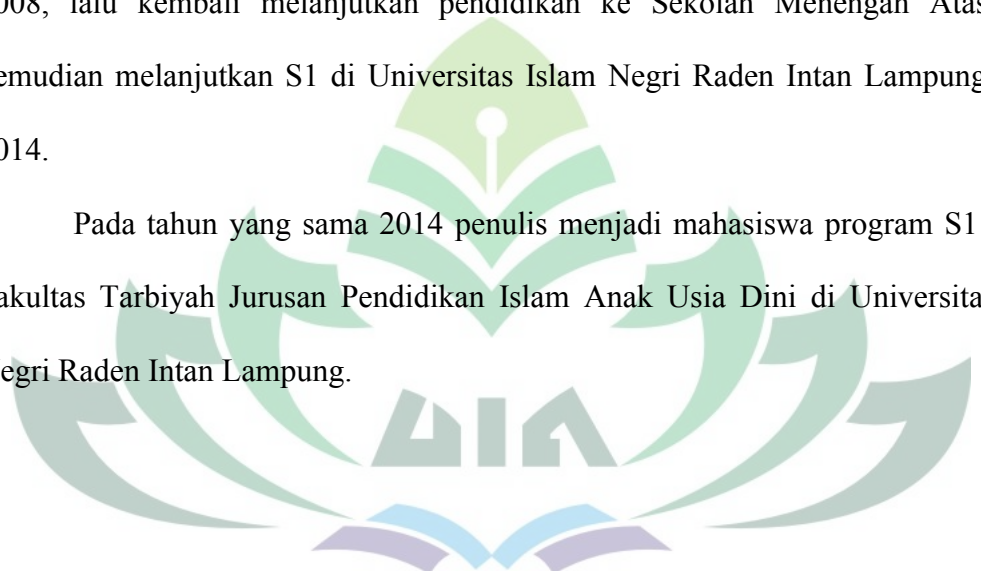 008, lalu kembali melanjutkan pendidikan ke Sekolah Menengan Atas
emudian melanjutkan S1 di Universitas Islam Negri Raden Intan Lampung
014.
Pada tahun yang sama 2014 penulis menjadi mahasiswa program S1
akultas Tarbiyah Jurusan Pendidikan Islam Anak Usia Dini di Universita
egri Raden Intan Lampung.
UIN